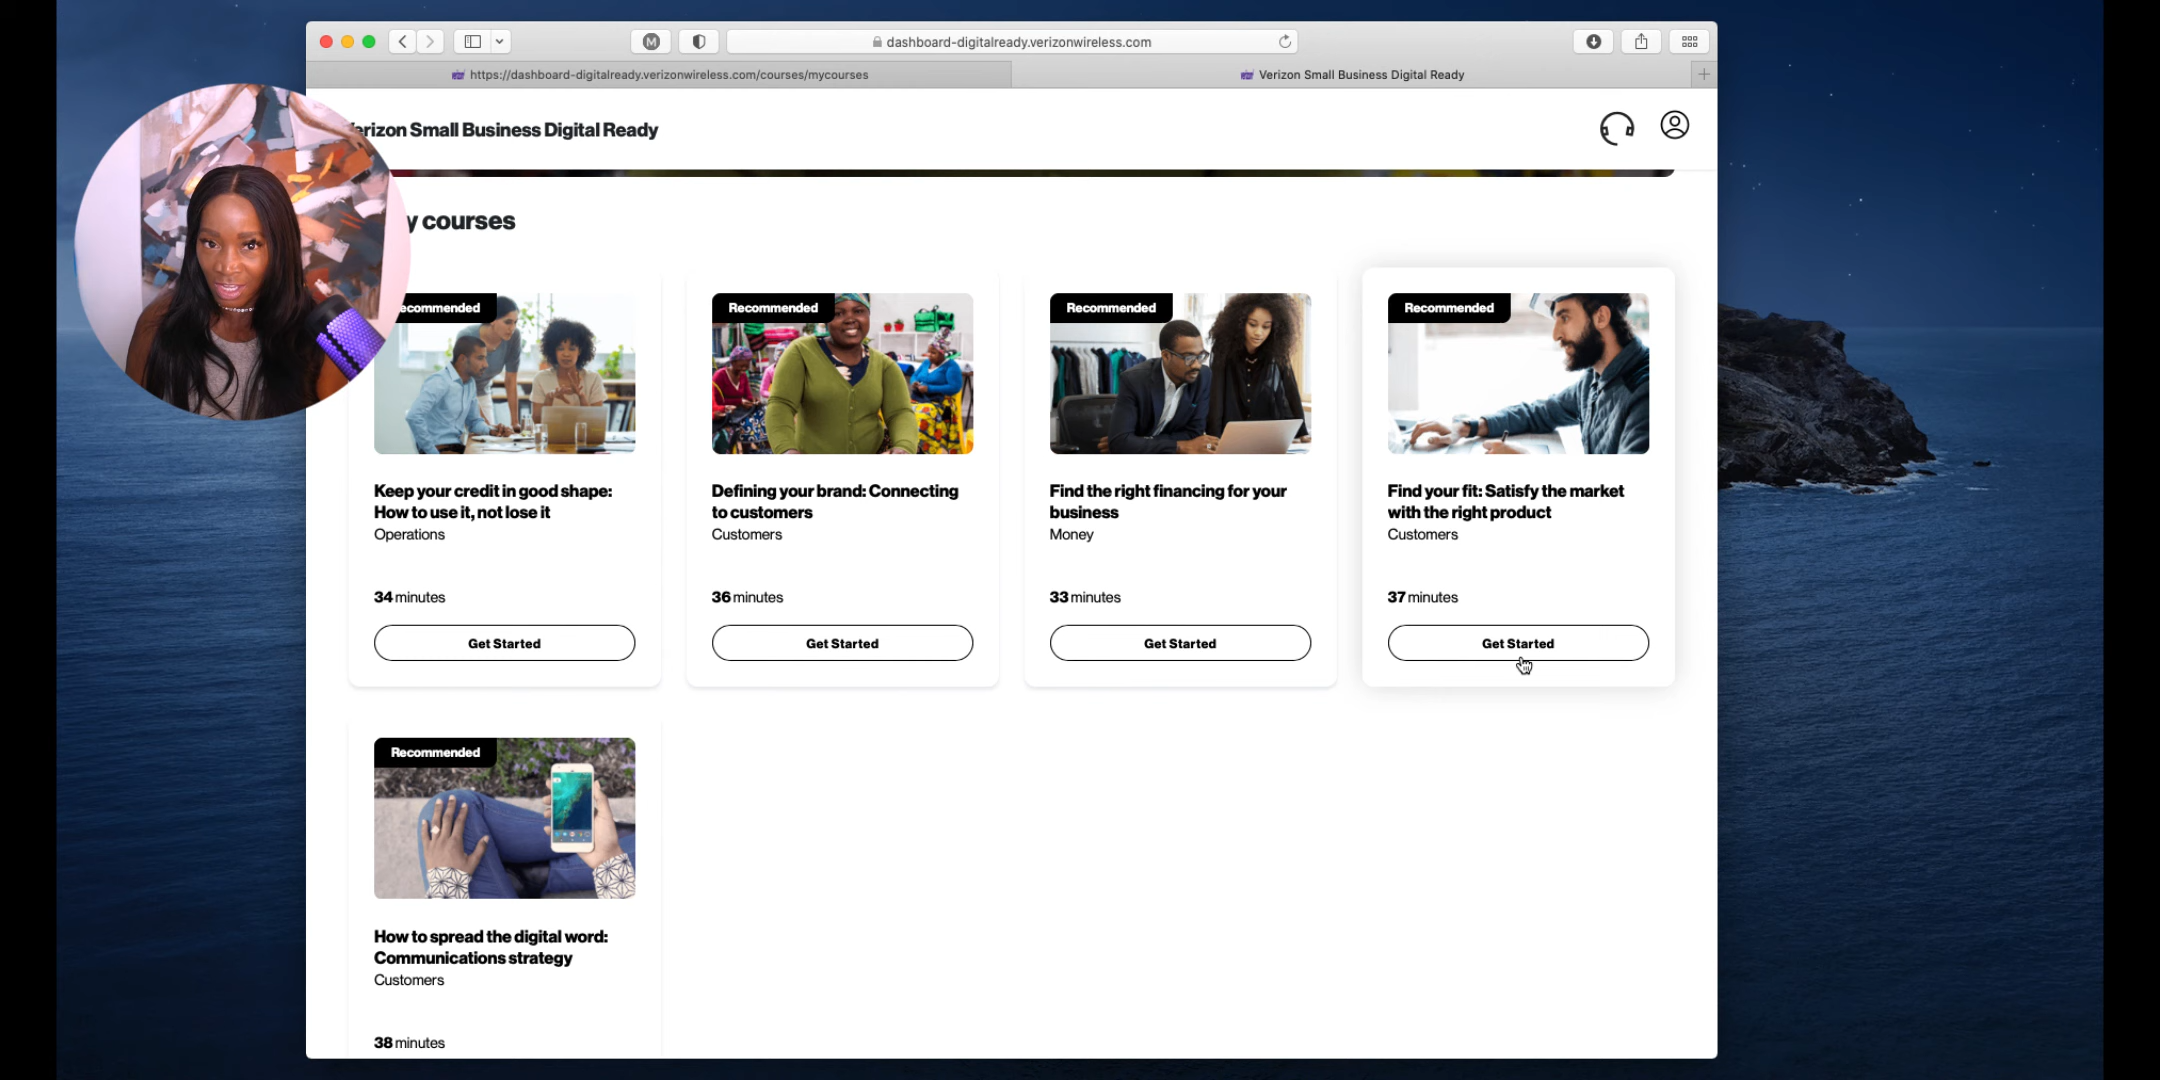 M
dashboard-digitalready.verizonwireless.com
https://dashboard-digitalready.verizonwireless.com/courses/mycourses
Verizon Small Business Digital Ready
erizon Small Business Digital Ready
y courses
ecommended
Recommended
Recommended
Recommended
Keep your credit in good shape:
How to use it, not lose it
Operations
34 minutes
Get Started
Defining your brand: Connecting
to customers
Customers
36 minutes
Get Started
Find the right financing for your
business
Money
33 minutes
Get Started
Find your fit: Satisfy the market
with the right product
Customers
37 minutes
Get Started
Recommended
How to spread the digital word:
Communications strategy
Customers
38 minutes